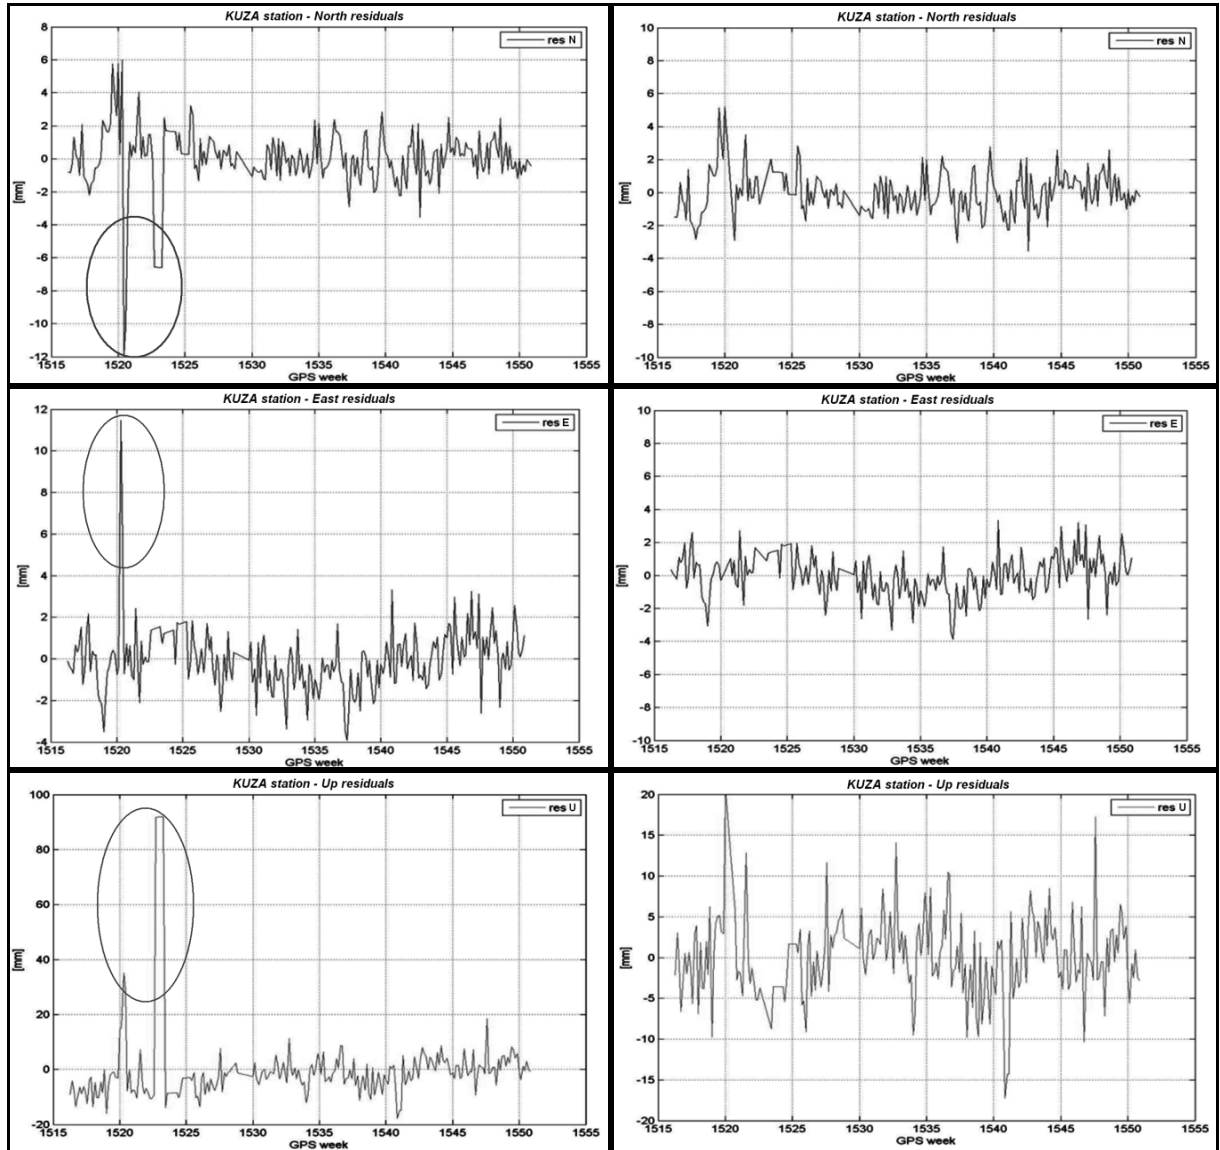 KUZA station - North residuals
res N
8
6
4
2
0
-2
-4
-6
-8
-10
-12
[mm]
1515 1520 1525 1530 1535 1540 1545 1550 1555
GPS week
KUZA station - North residuals
res N
10
8
6
4
2
0
-2
-4
-6
-8
-10
[mm]
1515 1520 1525 1530 1535 1540 1545 1550 1555
GPS week
KUZA station - East residuals
res E
12
10
8
6
4
2
0
-2
-4
[mm]
1515 1520 1525 1530 1535 1540 1545 1550 1555
GPS week
KUZA station - East residuals
res E
10
8
6
4
2
0
-2
-4
-6
-8
-10
[mm]
1515 1520 1525 1530 1535 1540 1545 1550 1555
GPS week
KUZA station - Up residuals
res U
100
80
60
40
20
0
-20
[mm]
1515 1520 1525 1530 1535 1540 1545 1550 1555
GPS week
KUZA station - Up residuals
res U
20
15
10
5
0
-5
-10
-15
-20
[mm]
1515 1520 1525 1530 1535 1540 1545 1550 1555
GPS week